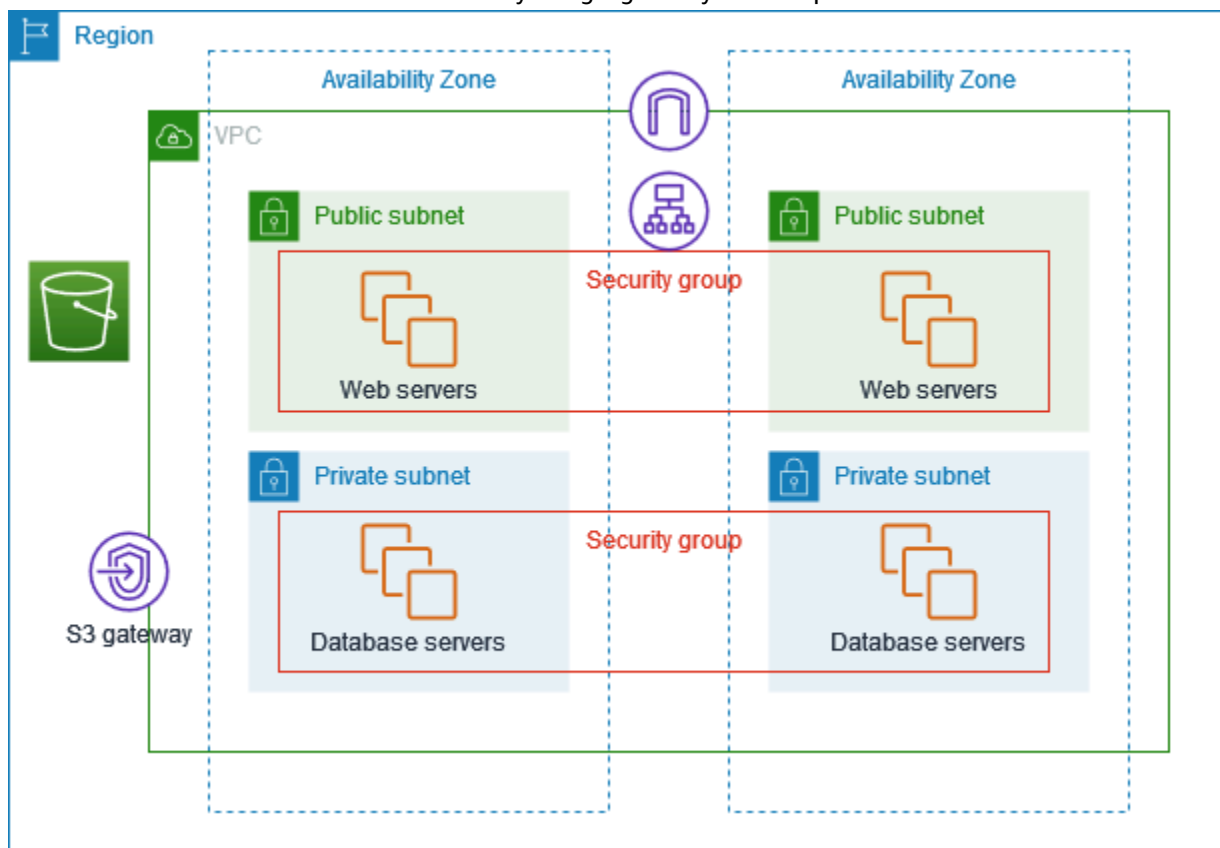 Region
Availability Zone
Availability Zone
VPC
Public subnet
Public subnet
Security group
Web servers
Web servers
Private subnet
Private subnet
Security group
S3 gateway
Database servers
Database servers